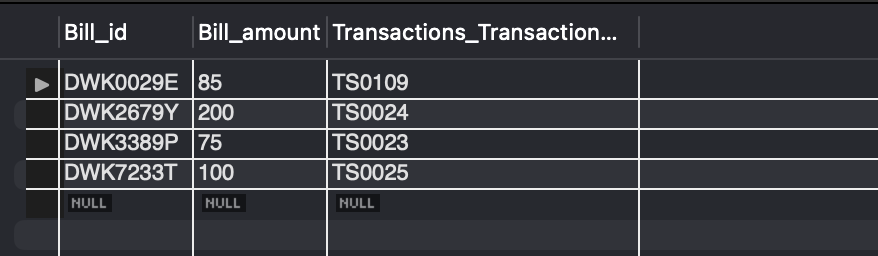 Bill_id Bill_amount Transactions_Transaction...
DWK0029E 85 TS0109
DWK2679Y 200 TS0024
DWK3389P 75 TS0023
DWK7233T 100 TS0025
NULL NULL NULL